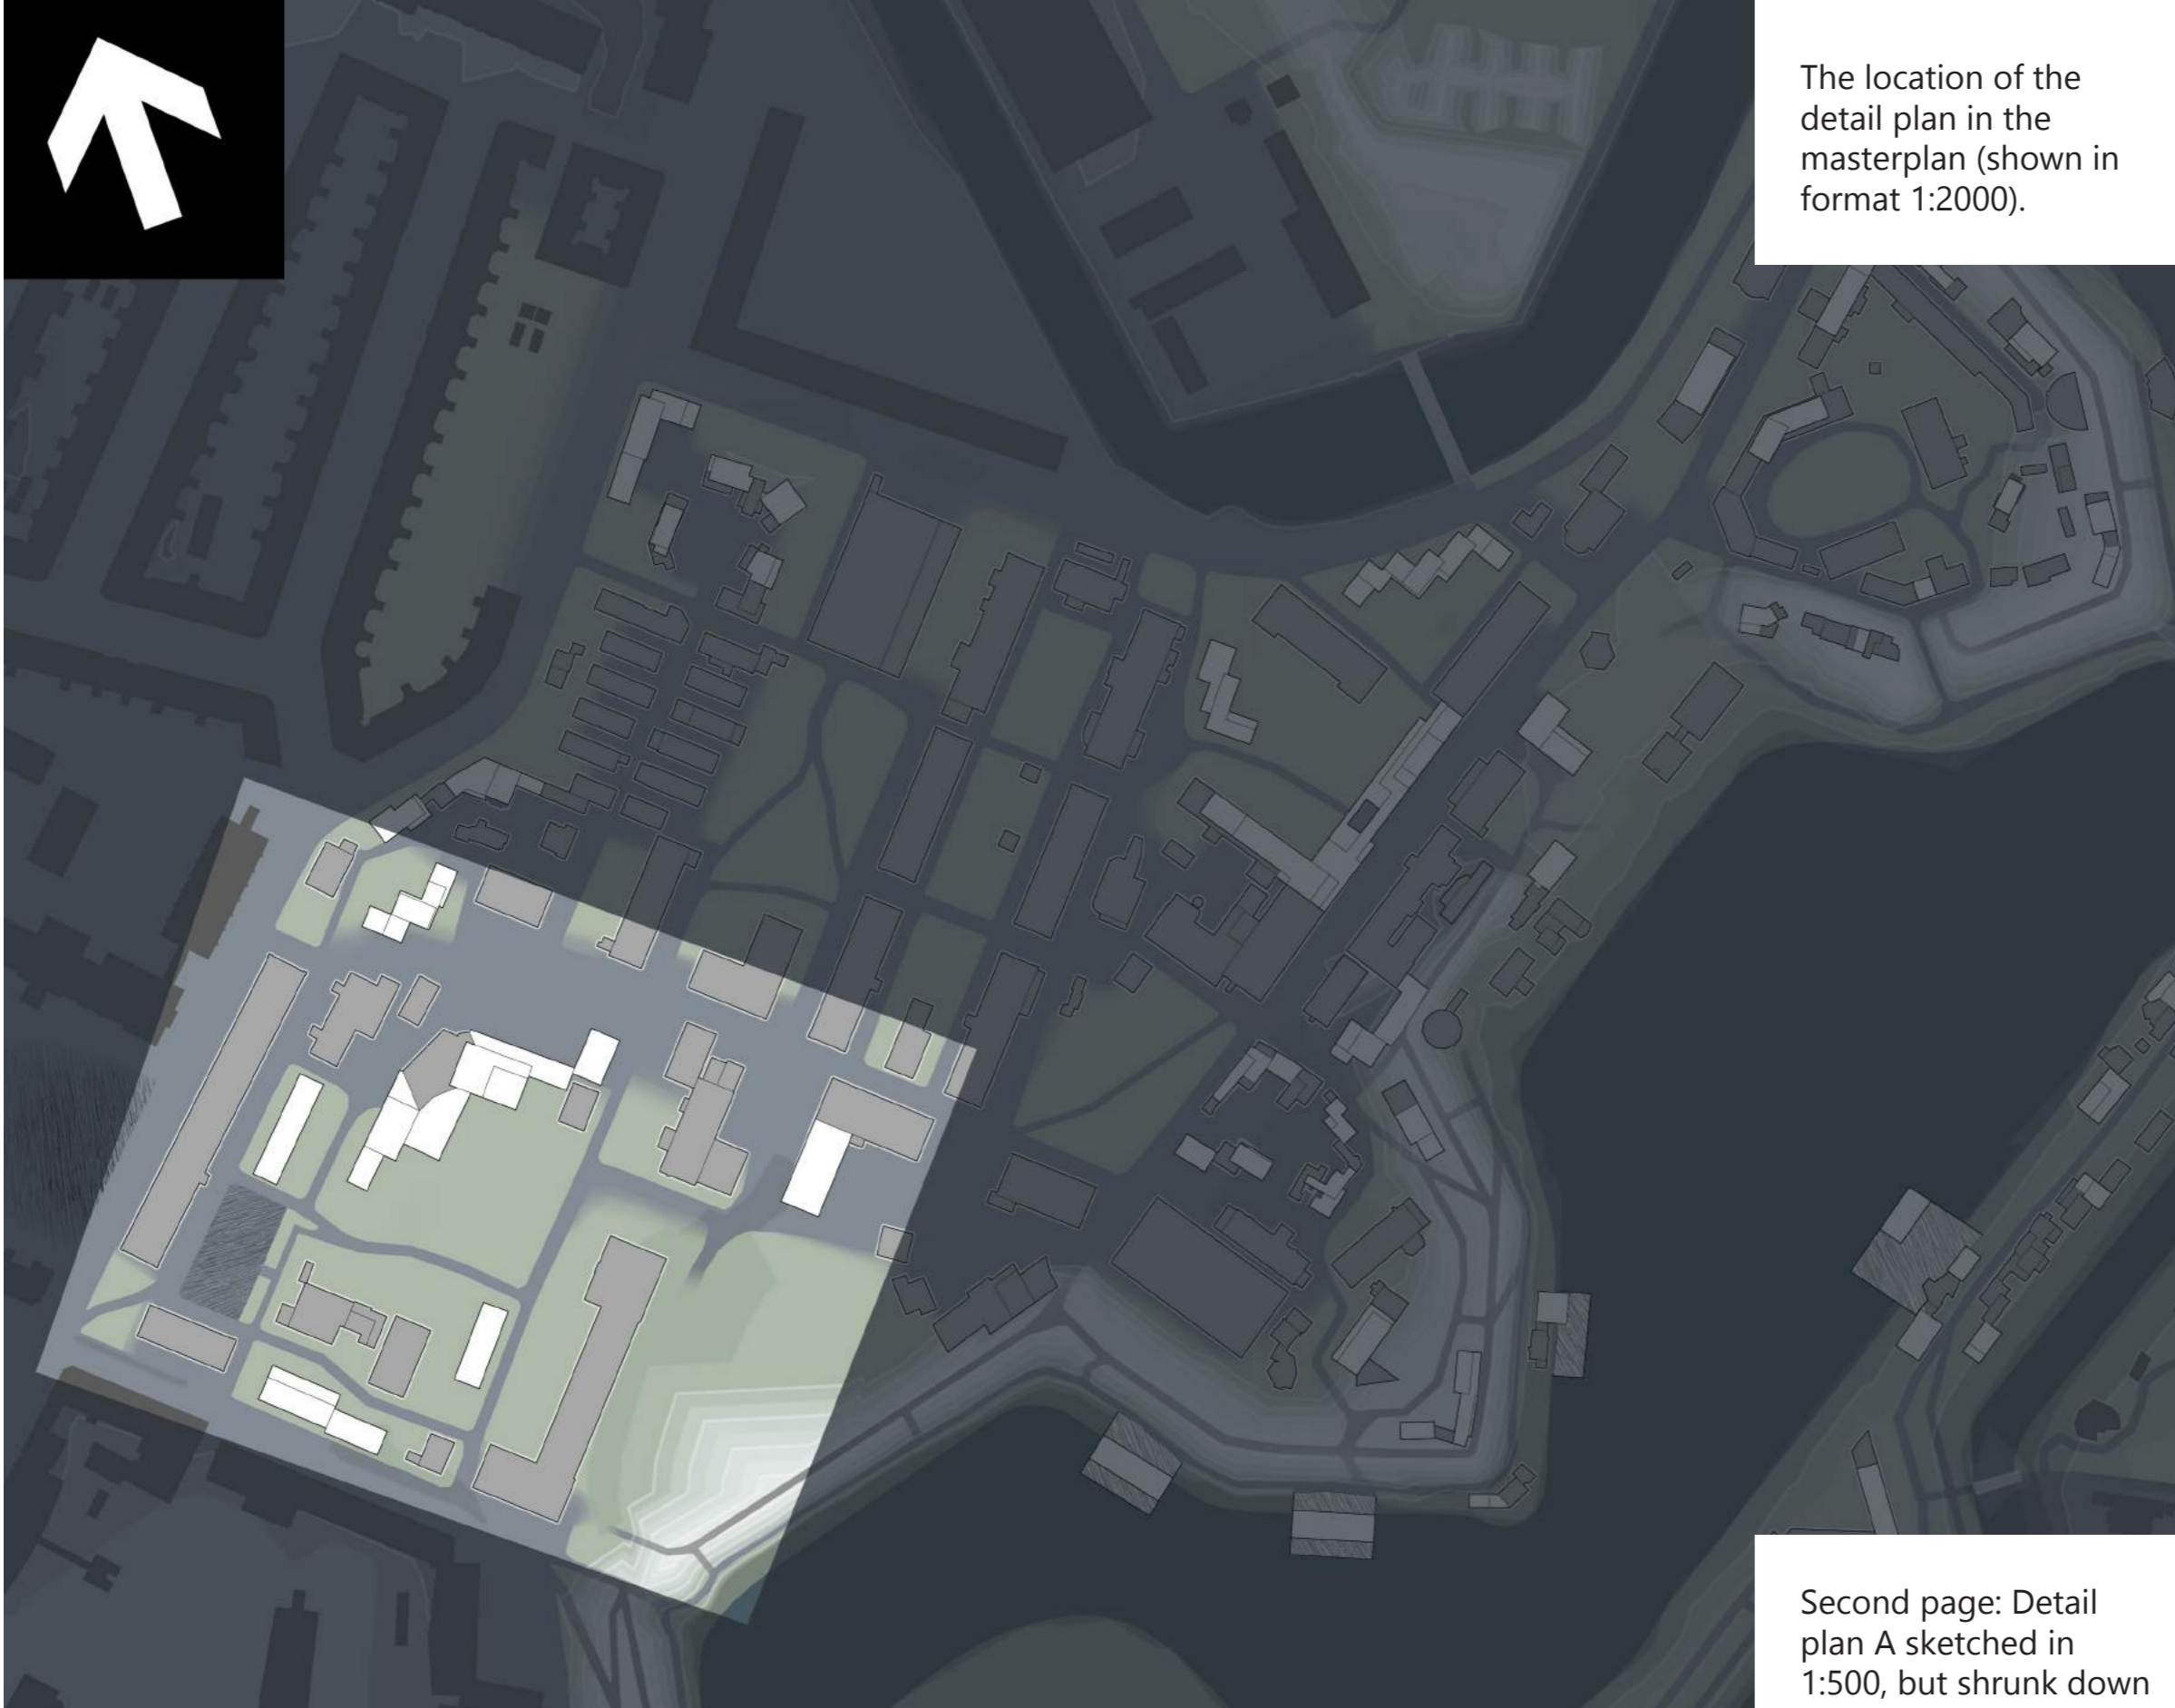 The location of the
detail plan in the
masterplan (shown in
format 1:2000).
Second page: Detail
plan A sketched in
1:500, but shrunk down